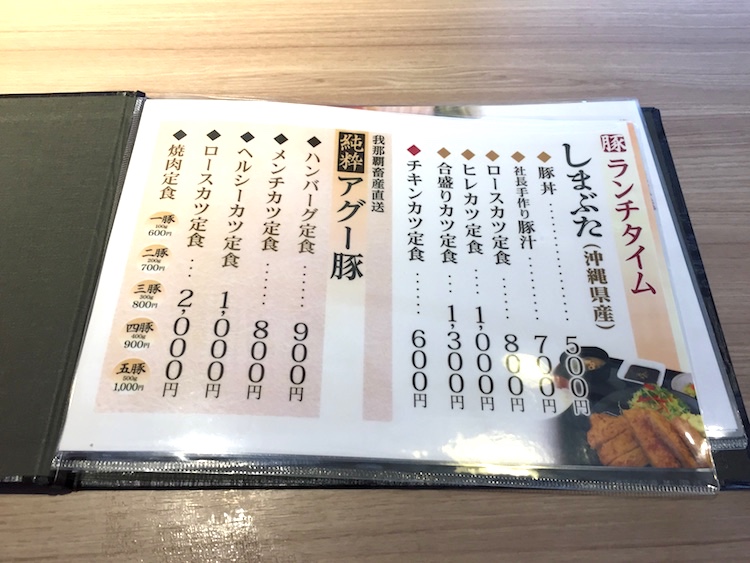 豚 ランチタイム
しまぶた(沖縄県産)
◆豚丼………………500円
◆社長手作り豚汁……700円
◆ロースカツ定食……800円
◆ヒレカツ定食……1,000円
◆合盛りカツ定食…1,300円
◆チキンカツ定食……600円
我那覇畜産直送
純粋 アグー豚
◆ハンバーグ定食……900円
◆メンチカツ定食……800円
◆ヘルシーカツ定食…1,000円
◆ロースカツ定食…2,000円
◆焼肉定食
一豚
100g
600円
二豚
200g
700円
三豚
300g
800円
四豚
400g
900円
五豚
500g
1,000円